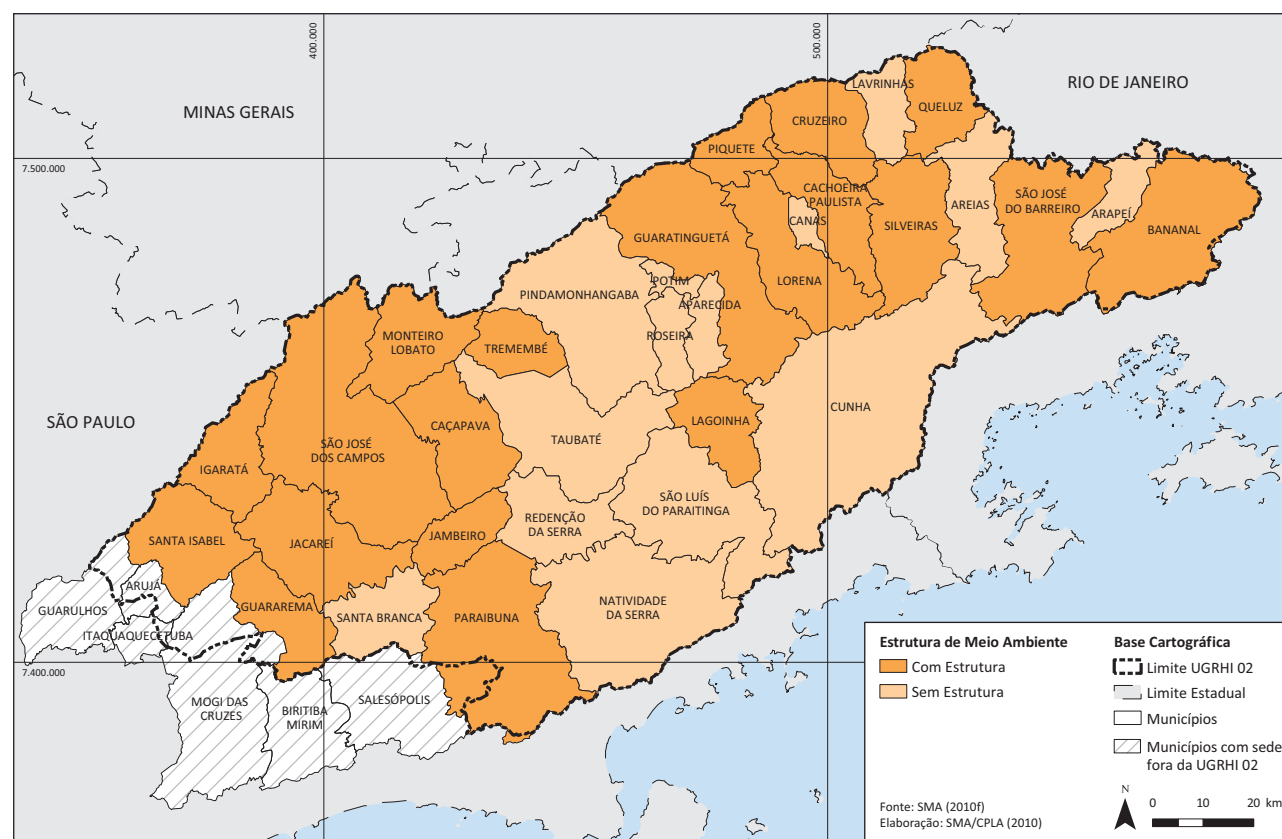 400.000
500.000
7.500.000
7.400.000
MINAS GERAIS
RIO DE JANEIRO
SÃO PAULO
LAVRINHAS
QUELUZ
CRUZEIRO
PIQUETE
CACHOEIRA
PAULISTA
CANAS
SILVEIRAS
AREIAS
SÃO JOSÉ
DO BARREIRO
ARAPEÍ
BANANAL
GUARATINGUETÁ
LORENA
POTIM
APARECIDA
ROSEIRA
PINDAMONHANGABA
MONTEIRO
LOBATO
TREMEMBÉ
CUNHA
LAGOINHA
TAUBATÉ
CAÇAPAVA
SÃO JOSÉ
DOS CAMPOS
IGARATÁ
SÃO LUÍS
DO PARAITINGA
REDENÇÃO
DA SERRA
JAMBEIRO
JACAREÍ
SANTA ISABEL
ARUJÁ
GUARULHOS
ITAQUAQUECETUBA
GUARAREMA
SANTA BRANCA
PARAIBUNA
NATIVIDADE
DA SERRA
MOGI DAS
CRUZES
BIRITIBA
MIRIM
SALESÓPOLIS
Estrutura de Meio Ambiente
Com Estrutura
Sem Estrutura
Base Cartográfica
Limite UGRHI 02
Limite Estadual
Municípios
Municípios com sede
fora da UGRHI 02
Fonte: SMA (2010f)
Elaboração: SMA/CPLA (2010)
N
0 10 20 km